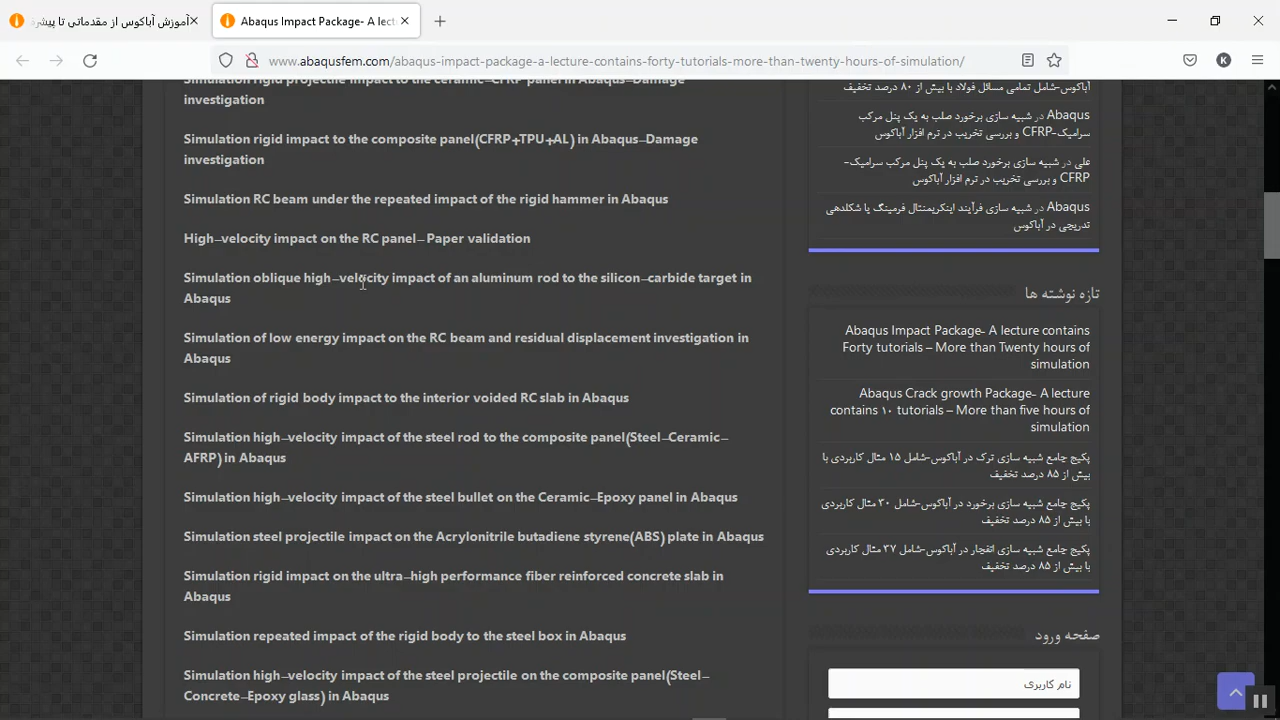 آموزش آباکوس از مقدماتی تا پیشرف
Abaqus Impact Package- A lect
www.abaqusfem.com/abaqus-impact-package-a-lecture-contains-forty-tutorials-more-than-twenty-hours-of-simulation/
K
Simulation rigid projectile impact to the ceramic-CFRP panel in Abaqus-Damage
investigation
Simulation rigid impact to the composite panel(CFRP+TPU+AL) in Abaqus-Damage
investigation
Simulation RC beam under the repeated impact of the rigid hammer in Abaqus
High-velocity impact on the RC panel- Paper validation
Simulation oblique high-velocity impact of an aluminum rod to the silicon-carbide target in
Abaqus
Simulation of low energy impact on the RC beam and residual displacement investigation in
Abaqus
Simulation of rigid body impact to the interior voided RC slab in Abaqus
Simulation high-velocity impact of the steel rod to the composite panel(Steel-Ceramic-
AFRP) in Abaqus
Simulation high-velocity impact of the steel bullet on the Ceramic-Epoxy panel in Abaqus
Simulation steel projectile impact on the Acrylonitrile butadiene styrene(ABS) plate in Abaqus
Simulation rigid impact on the ultra-high performance fiber reinforced concrete slab in
Abaqus
Simulation repeated impact of the rigid body to the steel box in Abaqus
Simulation high-velocity impact of the steel projectile on the composite panel(Steel-
Concrete-Epoxy glass) in Abaqus
آباکوس-شامل تمامی مسائل فولاد با بیش از ۸۰ درصد تخفیف
Abaqus در شبیه سازی برخورد صلب به یک پنل مرکب
سرامیک-CFRP و بررسی تخریب در نرم افزار آباکوس
علی در شبیه سازی برخورد صلب به یک پنل مرکب سرامیک-
CFRP و بررسی تخریب در نرم افزار آباکوس
Abaqus در شبیه سازی فرآیند اینکریمنتال فرمینگ یا شکلدهی
تدریجی در آباکوس
تازه نوشته ها
Abaqus Impact Package- A lecture contains
Forty tutorials – More than Twenty hours of
simulation
Abaqus Crack growth Package- A lecture
contains ۱۰ tutorials – More than five hours of
simulation
پکیج جامع شبیه سازی ترک در آباکوس-شامل ۱۵ مثال کاربردی با
بیش از ۸۵ درصد تخفیف
پکیج جامع شبیه سازی برخورد در آباکوس-شامل ۳۰ مثال کاربردی
با بیش از ۸۵ درصد تخفیف
پکیج جامع شبیه سازی انفجار در آباکوس-شامل ۳۷ مثال کاربردی
با بیش از ۸۵ درصد تخفیف
صفحه ورود
نام کاربری